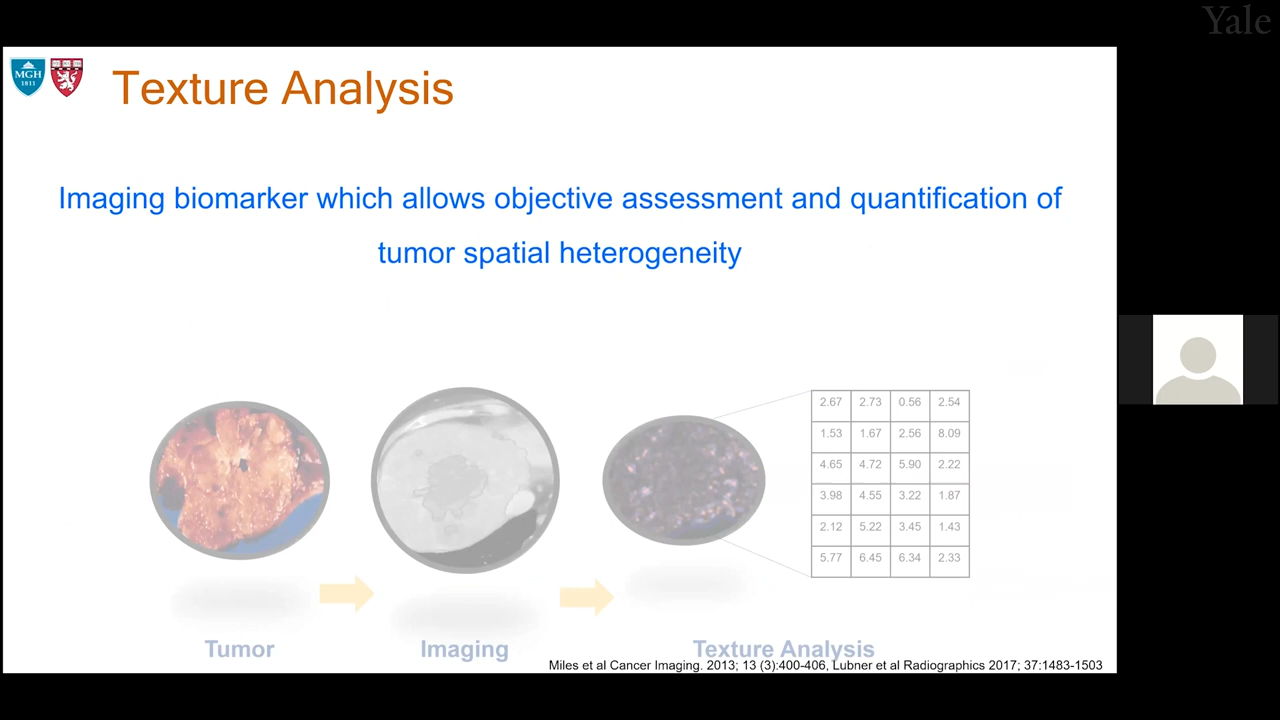 Yale
MGH
1811
Texture Analysis
Imaging biomarker which allows objective assessment and quantification of
tumor spatial heterogeneity
2.67 2.73 0.56 2.54
1.53 1.67 2.56 8.09
4.65 4.72 5.90 2.22
3.98 4.55 3.22 1.87
2.12 5.22 3.45 1.43
5.77 6.45 6.34 2.33
Tumor
Imaging
Texture Analysis
Miles et al Cancer Imaging. 2013; 13 (3):400-406, Lubner et al Radiographics 2017; 37:1483-1503